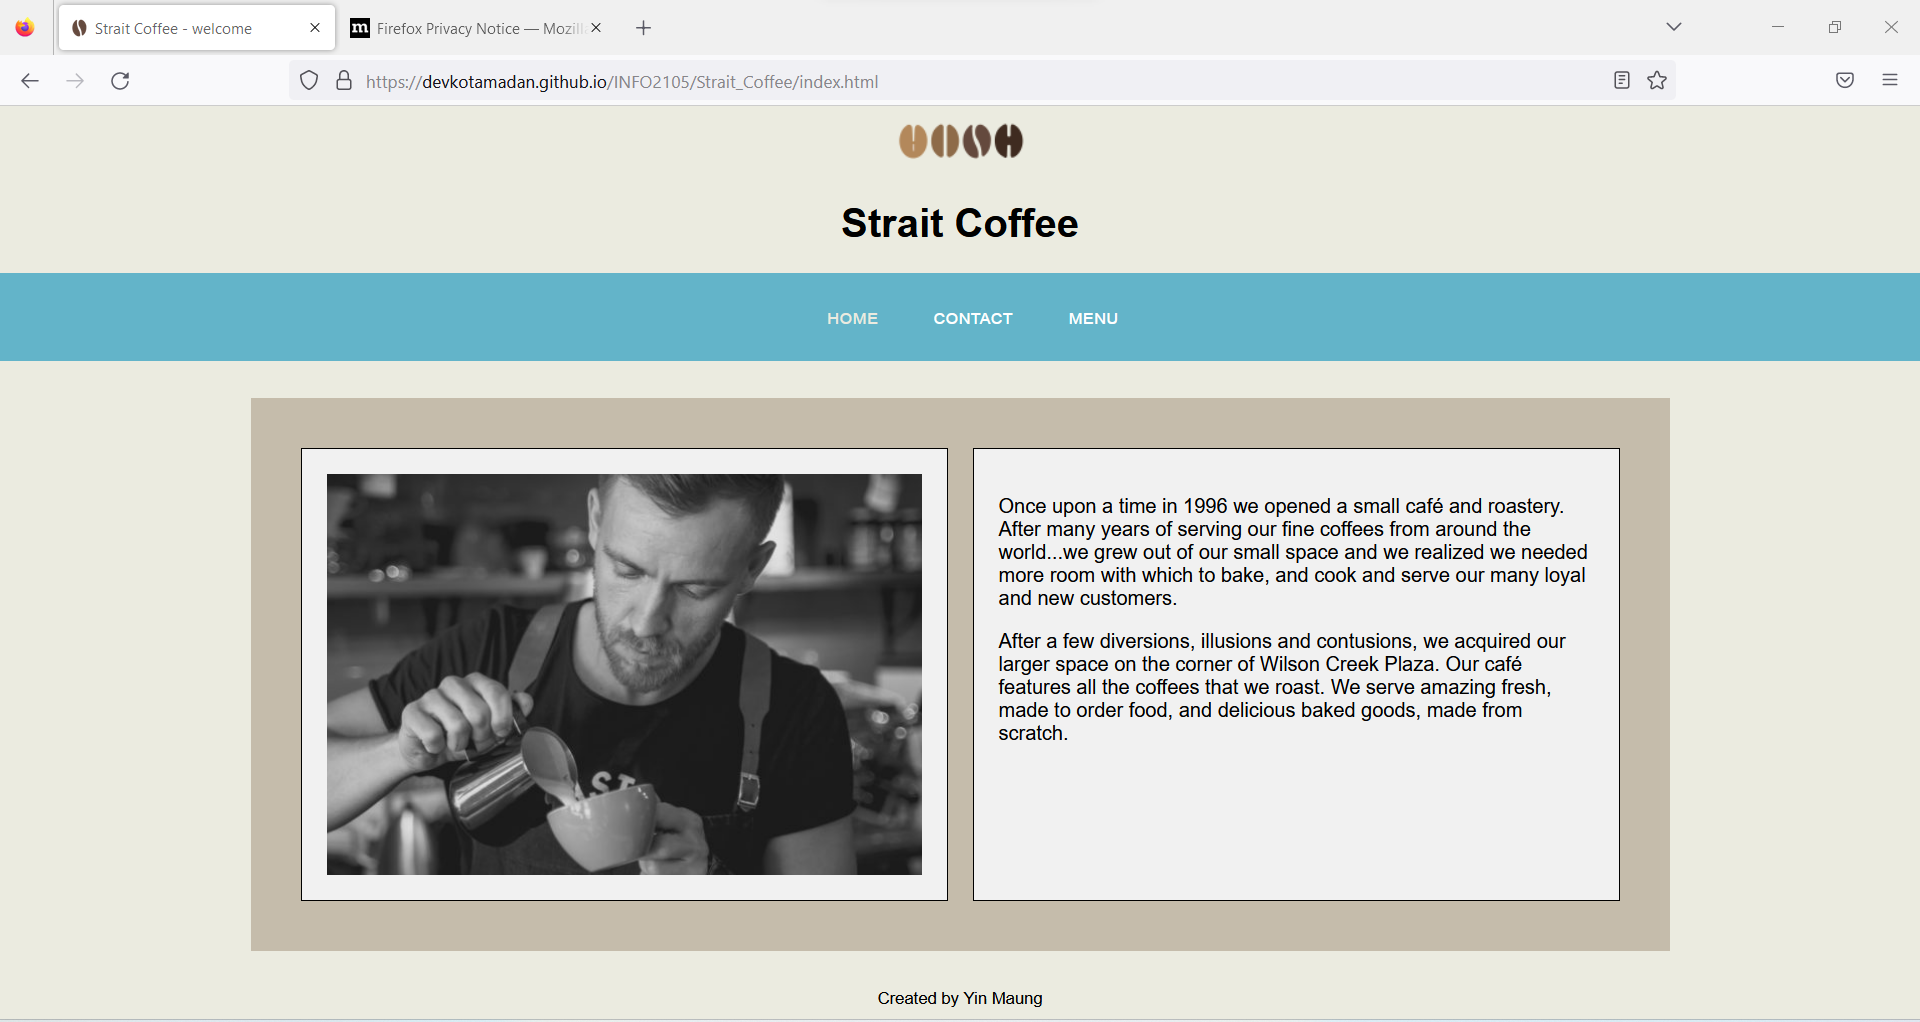 Strait Coffee - welcome
Firefox Privacy Notice — Mozill
https://devkotamadan.github.io/INFO2105/Strait_Coffee/index.html
Strait Coffee
HOME CONTACT MENU
Once upon a time in 1996 we opened a small café and roastery.
After many years of serving our fine coffees from around the
world...we grew out of our small space and we realized we needed
more room with which to bake, and cook and serve our many loyal
and new customers.
After a few diversions, illusions and contusions, we acquired our
larger space on the corner of Wilson Creek Plaza. Our café
features all the coffees that we roast. We serve amazing fresh,
made to order food, and delicious baked goods, made from
scratch.
ST
Created by Yin Maung